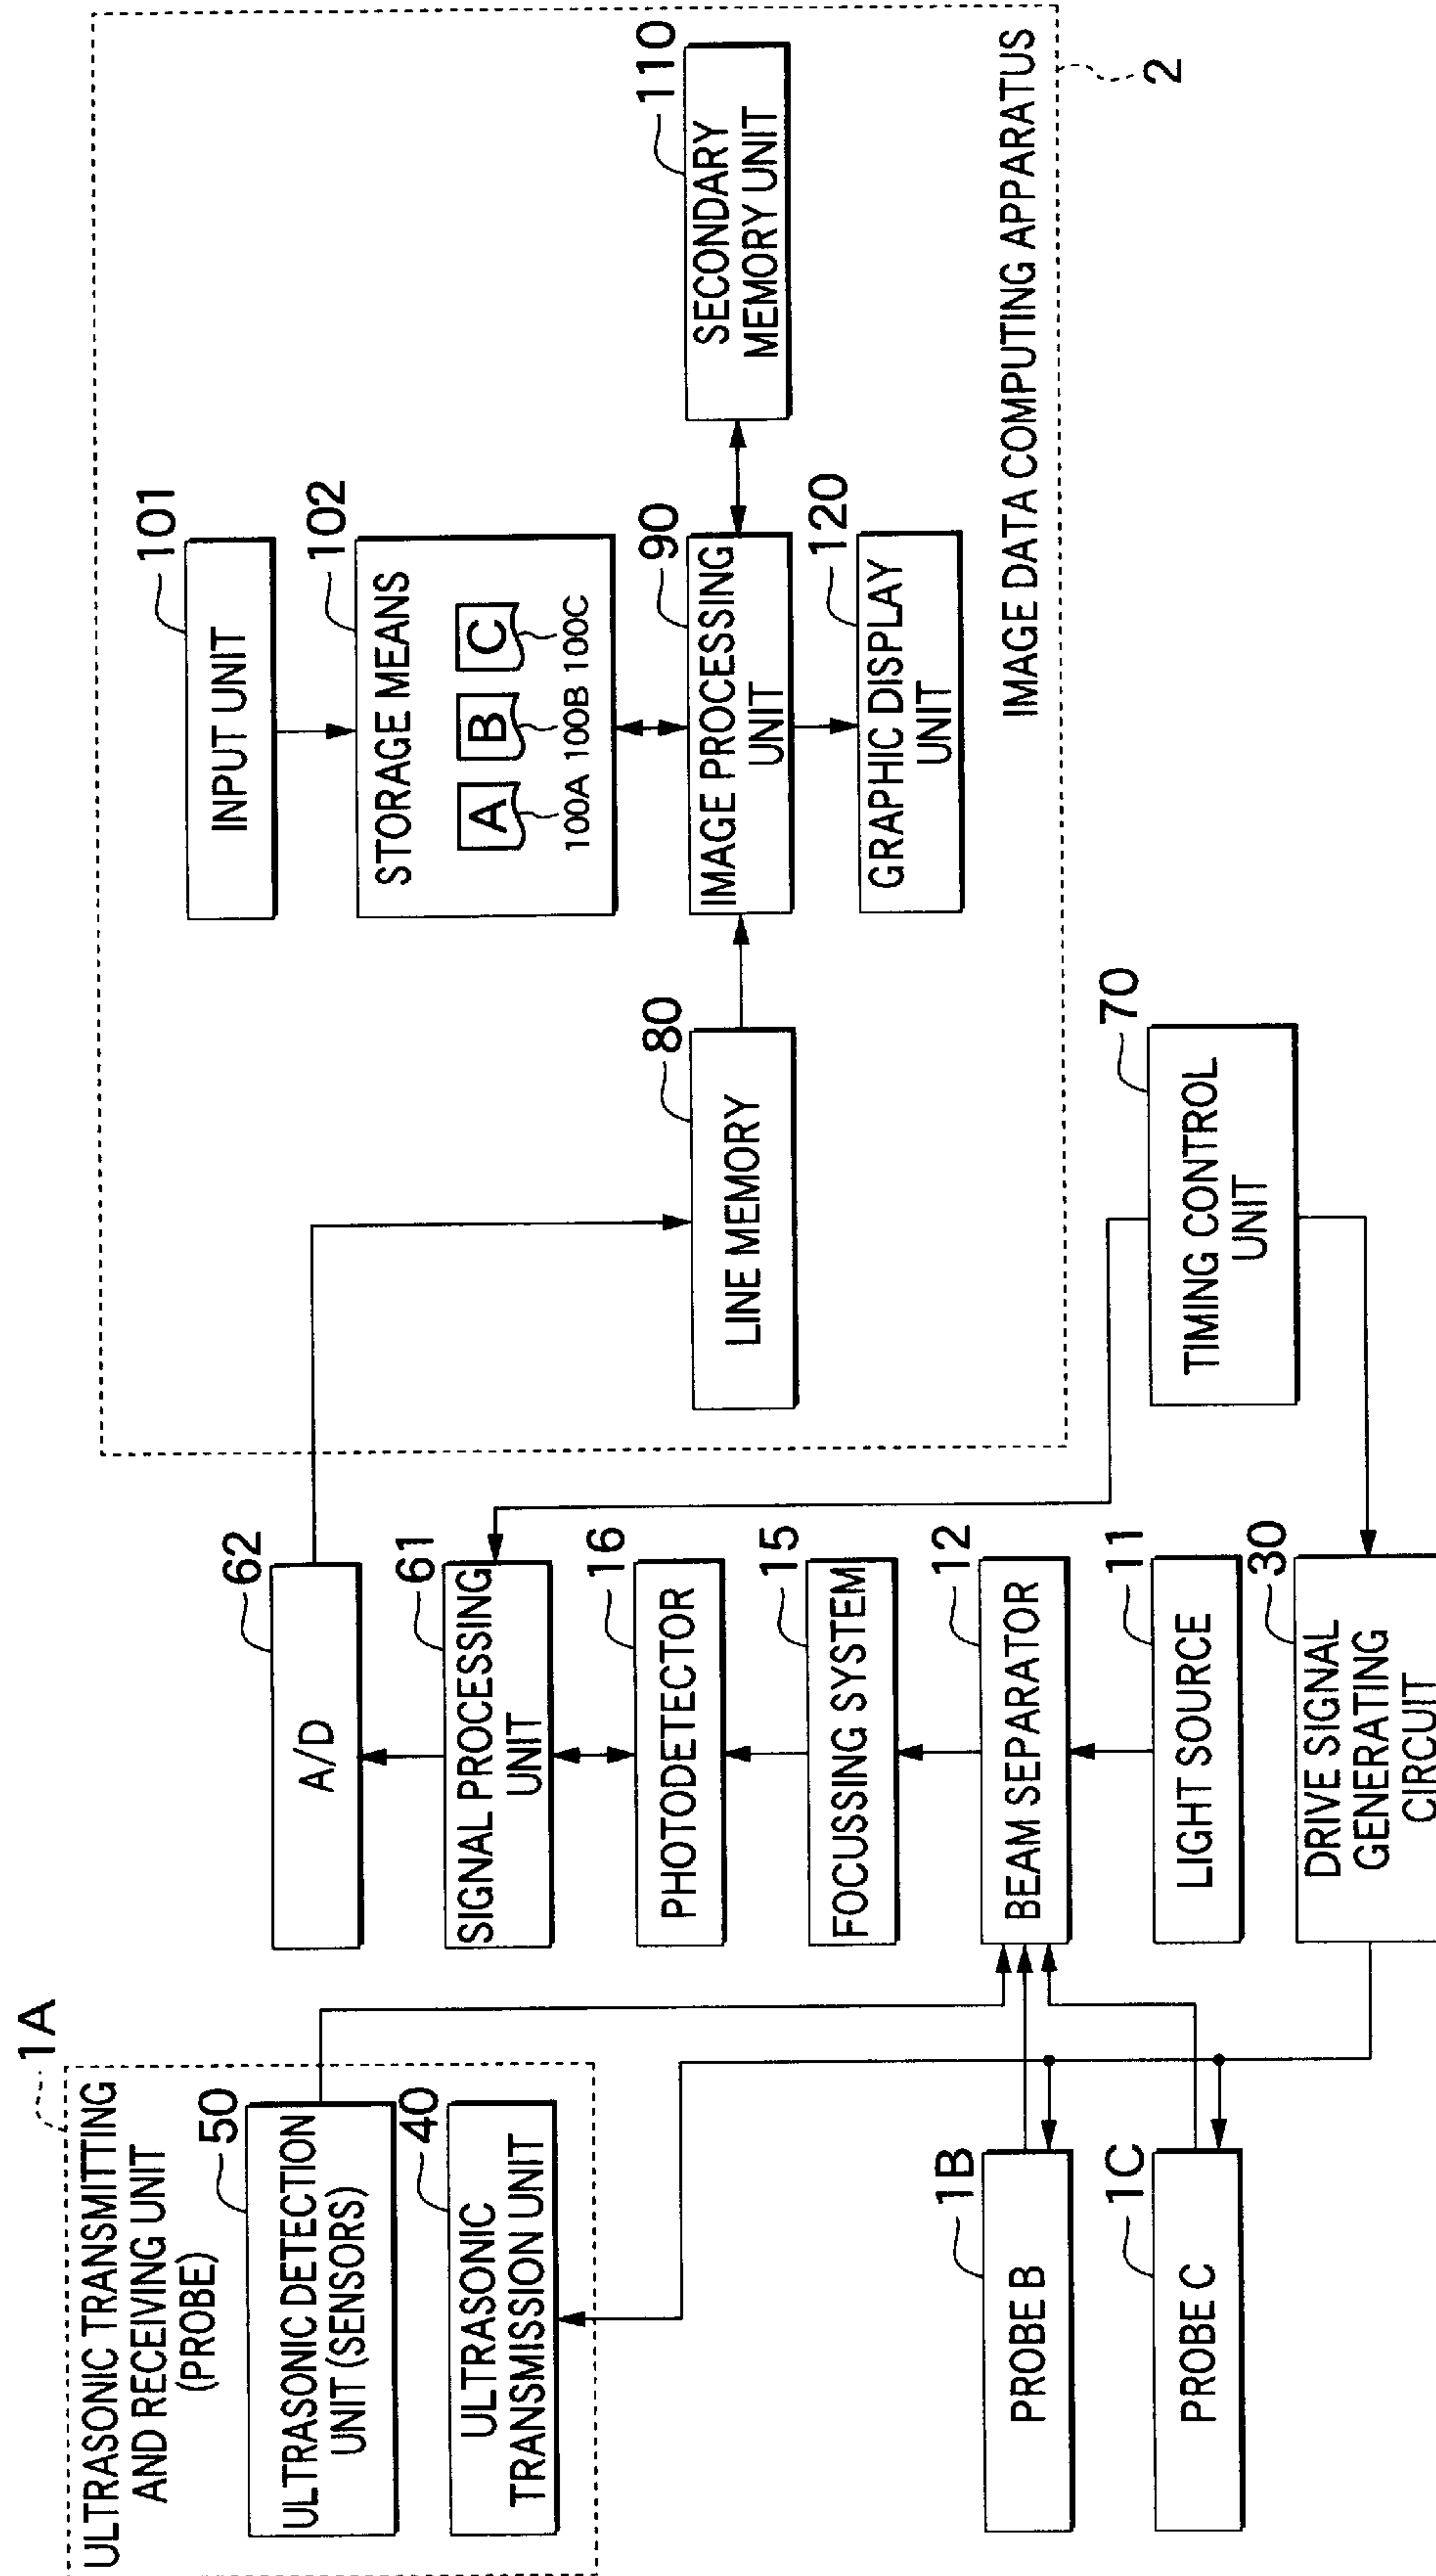 1A
ULTRASONIC TRANSMITTING
AND RECEIVING UNIT
(PROBE)
50
ULTRASONIC DETECTION
UNIT (SENSORS)
40
ULTRASONIC
TRANSMISSION UNIT
1B
PROBE B
1C
PROBE C
62
A/D
61
SIGNAL PROCESSING
UNIT
16
PHOTODETECTOR
15
FOCUSSING SYSTEM
12
BEAM SEPARATOR
11
LIGHT SOURCE
30
DRIVE SIGNAL
GENERATING
CIRCUIT
80
LINE MEMORY
70
TIMING CONTROL
UNIT
101
INPUT UNIT
102
STORAGE MEANS
A B C
100A 100B 100C
90
IMAGE PROCESSING
UNIT
120
GRAPHIC DISPLAY
UNIT
110
SECONDARY
MEMORY UNIT
IMAGE DATA COMPUTING APPARATUS
2